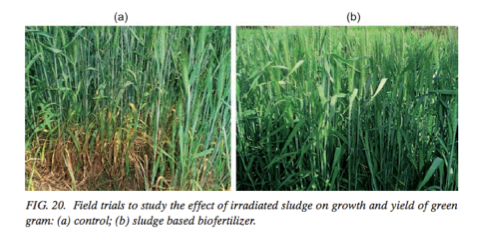 (a) (b)
FIG. 20. Field trials to study the effect of irradiated sludge on growth and yield of green
gram: (a) control; (b) sludge based biofertilizer.